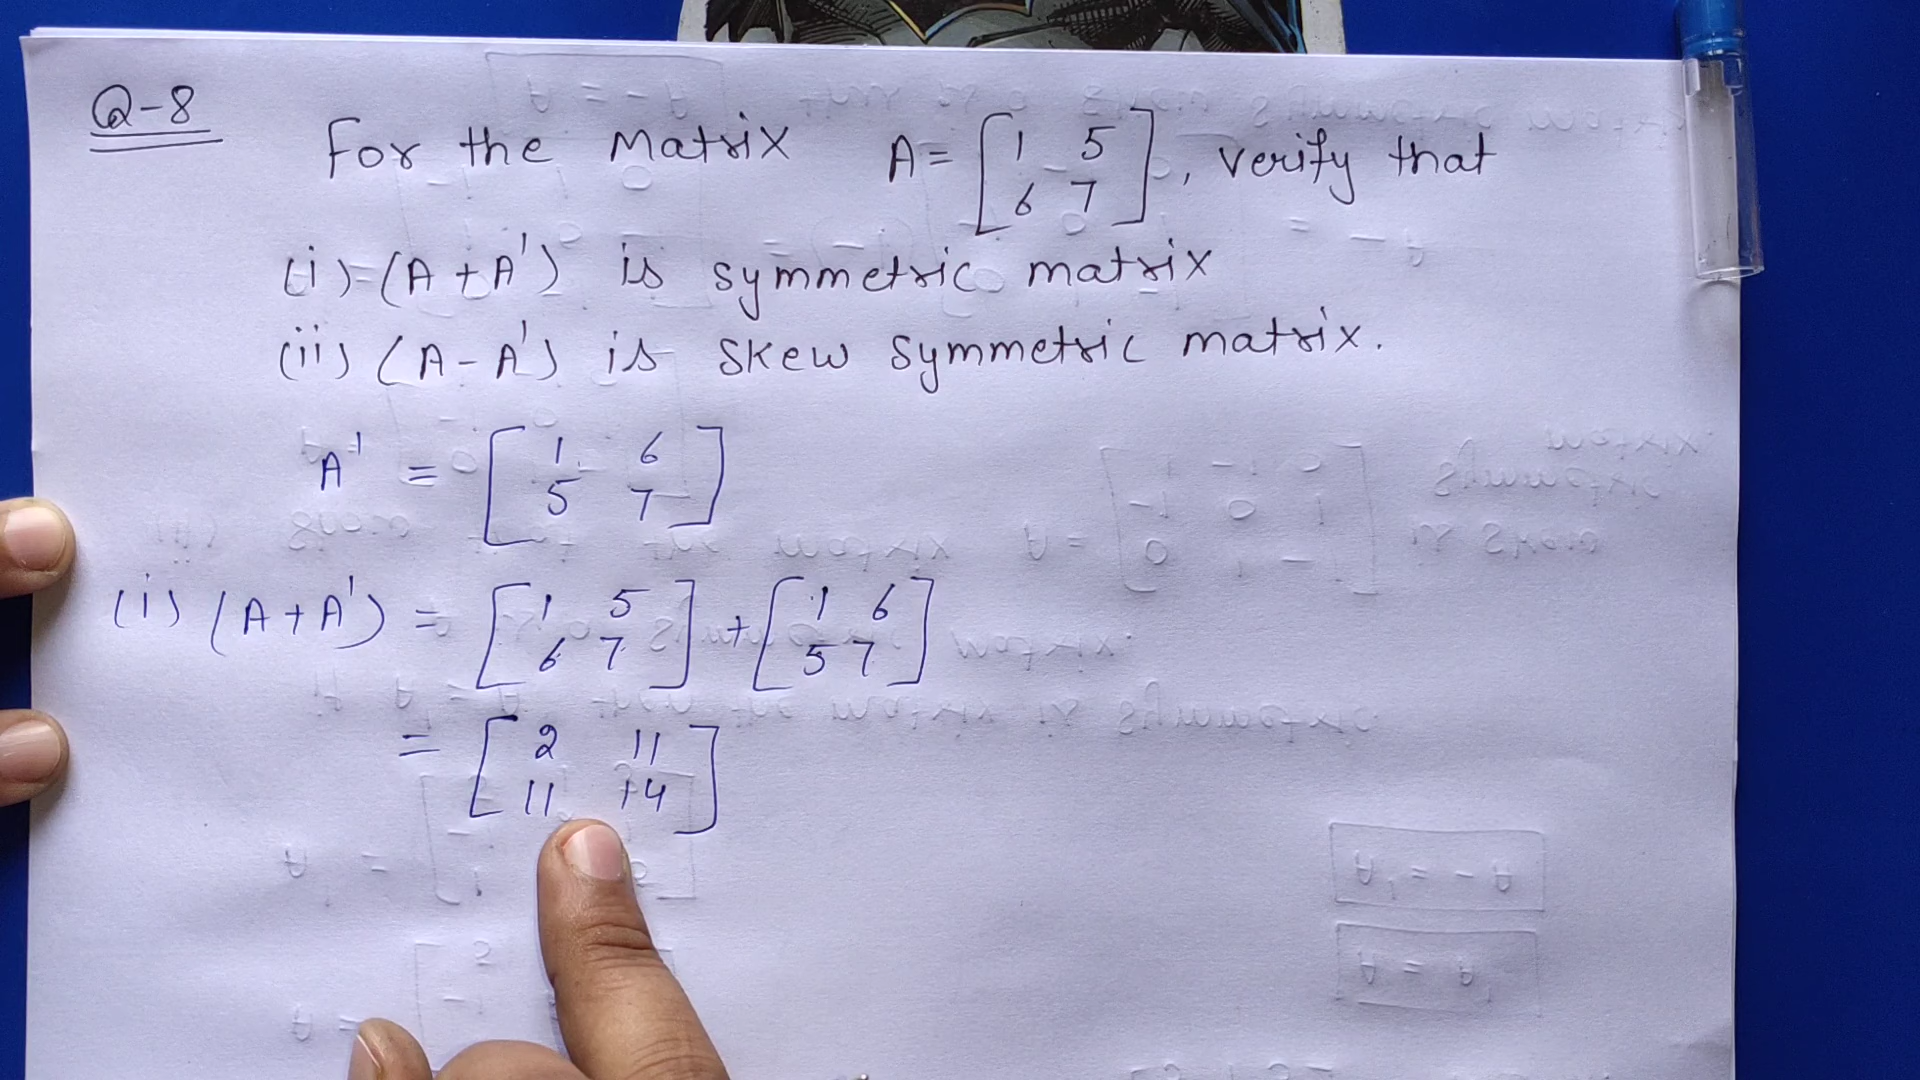 Q-8
For the Matrix A = [1 5 6 7], verify that
(i) (A + A') is symmetric matrix
(ii) (A - A') is skew symmetric matrix.
A' = [1 6 5 7]
(i) (A + A') = [1 5 6 7] + [1 6 5 7]
= [2 11 11 14]